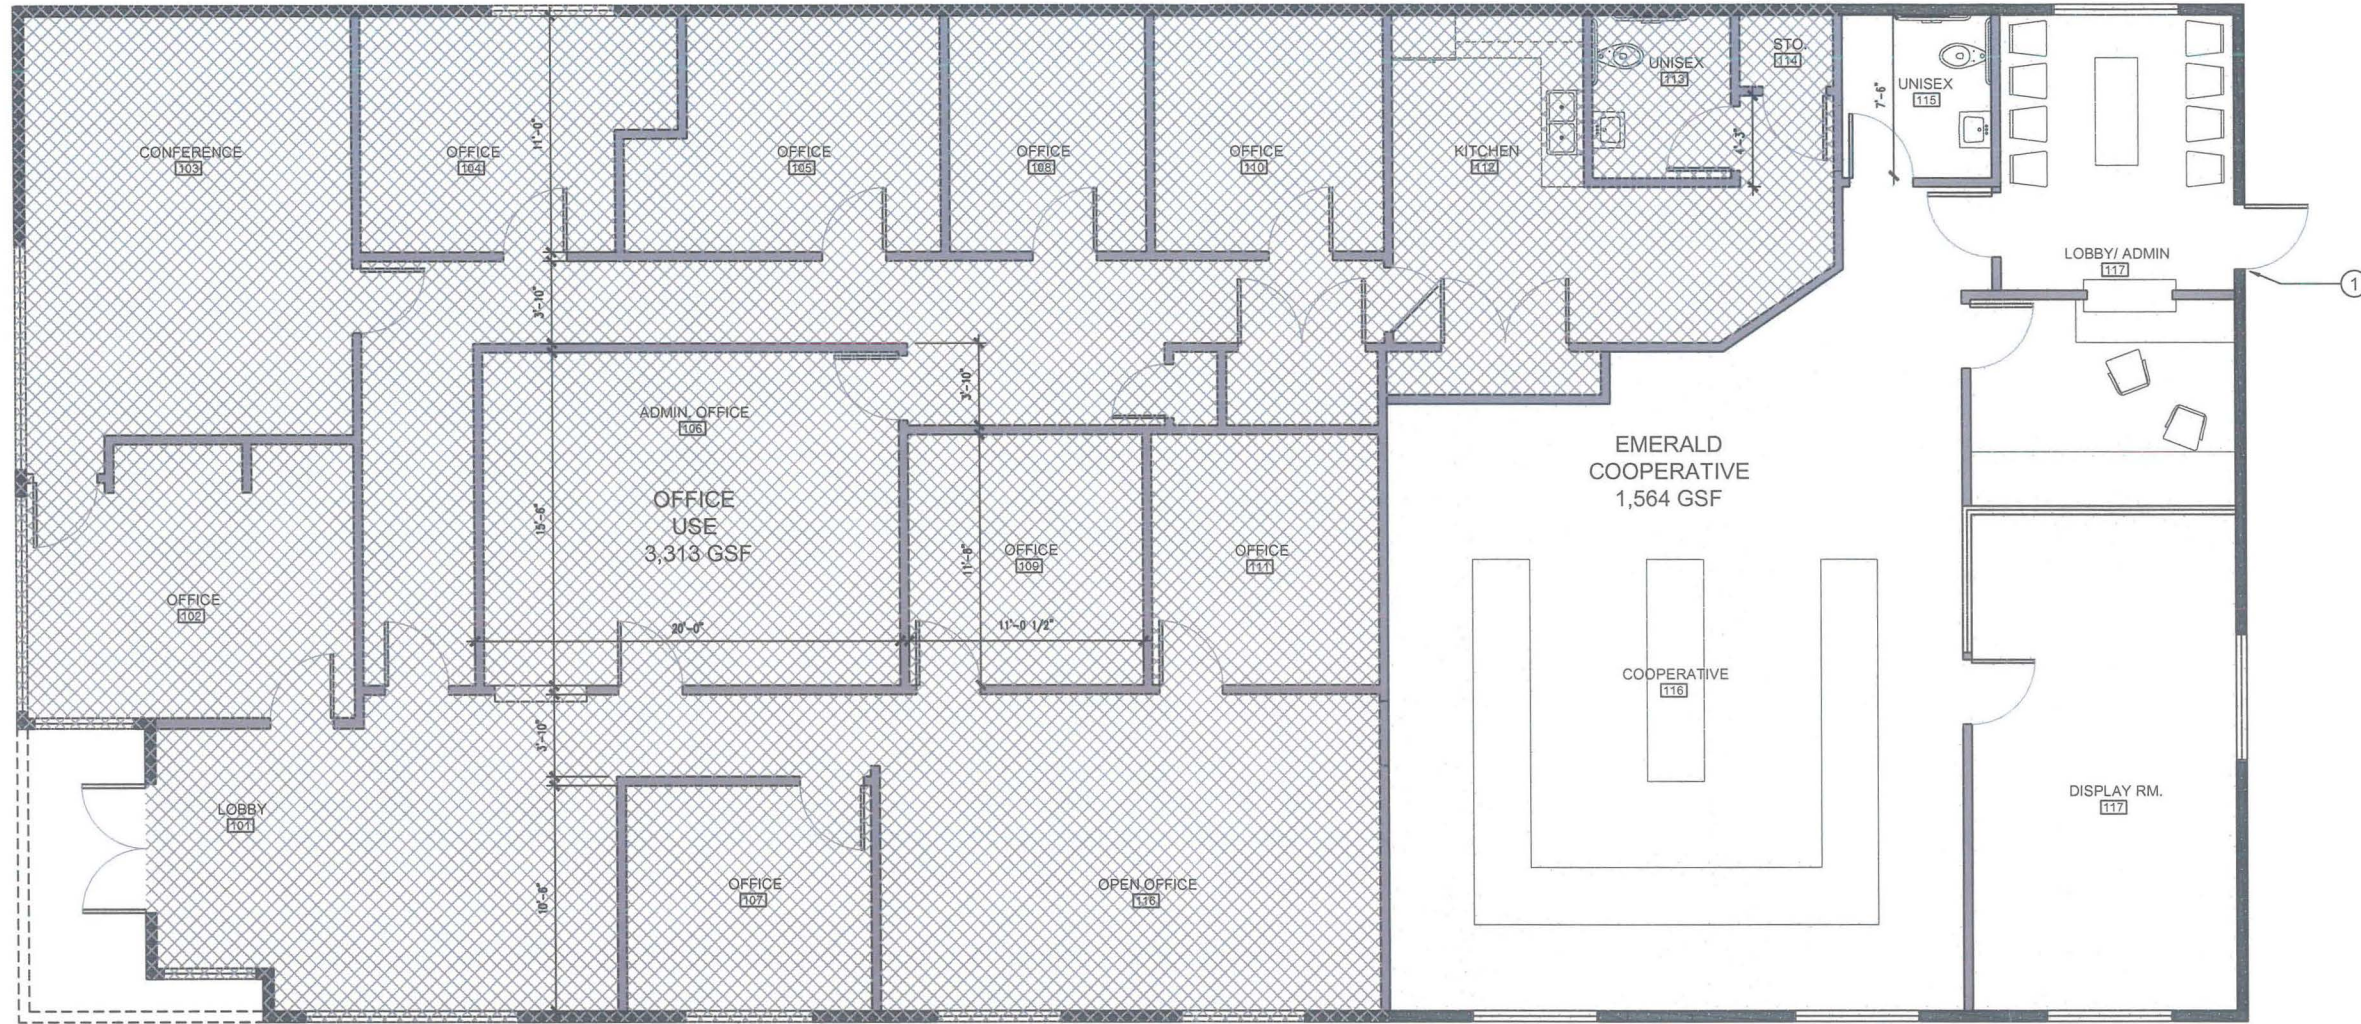 CONFERENCE
103
OFFICE
104
11'-0"
OFFICE
105
OFFICE
108
OFFICE
110
KITCHEN
112
UNISEX
113
STO.
114
4'-3"
7'-6"
UNISEX
115
LOBBY/ ADMIN
117
1
3'-10"
3'-10"
ADMIN. OFFICE
106
OFFICE
USE
3,313 GSF
15'-6"
20'-0"
OFFICE
109
11'-6"
11'-0 1/2"
OFFICE
111
EMERALD
COOPERATIVE
1,564 GSF
COOPERATIVE
116
OFFICE
102
3'-10"
LOBBY
101
10'-6"
OFFICE
107
OPEN OFFICE
116
DISPLAY RM.
117